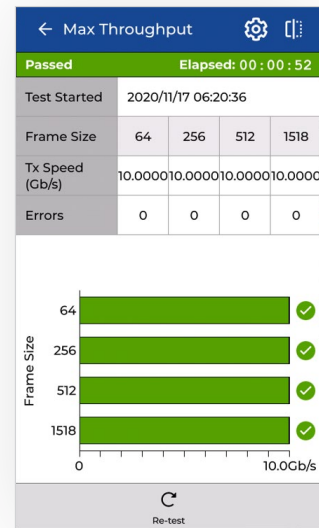 Max Throughput
Passed Elapsed: 00:00:52
Test Started 2020/11/17 06:20:36
Frame Size 64 256 512 1518
Tx Speed (Gb/s) 10.0000 10.0000 10.0000 10.0000
Errors 0 0 0 0
Frame Size
64
256
512
1518
0 10.0Gb/s
Re-test